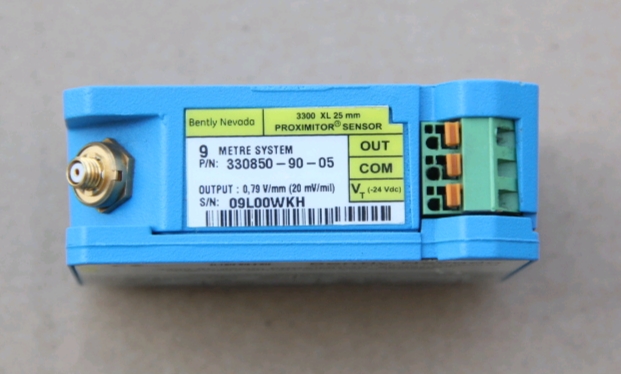 Bently Nevada
3300 XL 25 mm
PROXIMITOR® SENSOR
9 METRE SYSTEM
P/N: 330850-90-05
OUT
COM
VT (-24 Vdc)
OUTPUT : 0,79 V/mm (20 mV/mil)
S/N: 09L00WKH